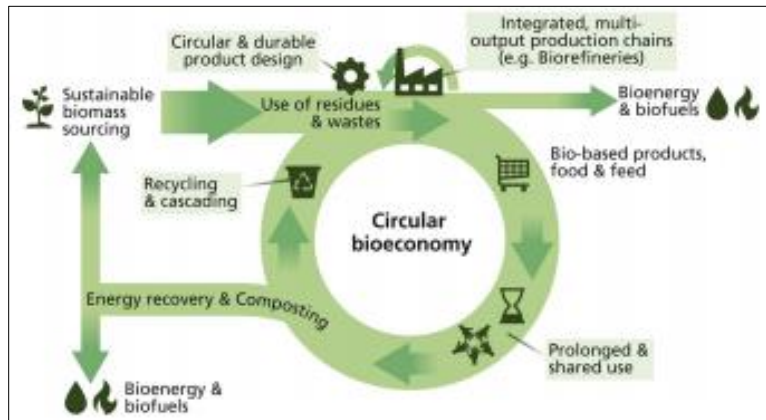 Circular & durable
product design
Integrated, multi-
output production chains
(e.g. Biorefineries)
Sustainable
biomass
sourcing
Use of residues
& wastes
Bioenergy
& biofuels
Bio-based products,
food & feed
Recycling
& cascading
Circular
bioeconomy
Energy recovery & Composting
Prolonged &
shared use
Bioenergy &
biofuels